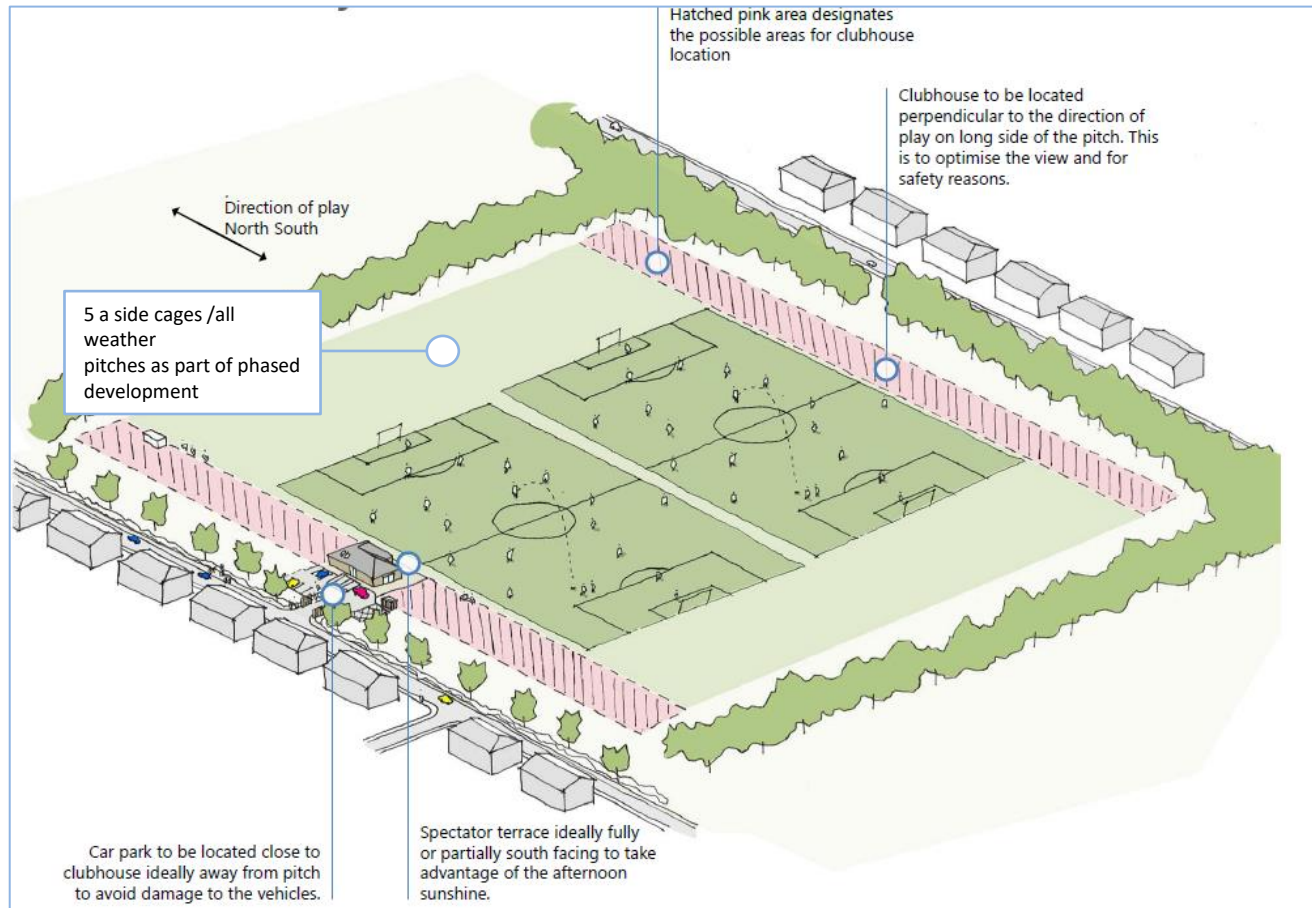 Hatched pink area designates
the possible areas for clubhouse
location
Clubhouse to be located
perpendicular to the direction of
play on long side of the pitch. This
is to optimise the view and for
safety reasons.
Direction of play
North South
5 a side cages /all
weather
pitches as part of phased
development
Car park to be located close to
clubhouse ideally away from pitch
to avoid damage to the vehicles.
Spectator terrace ideally fully
or partially south facing to take
advantage of the afternoon
sunshine.